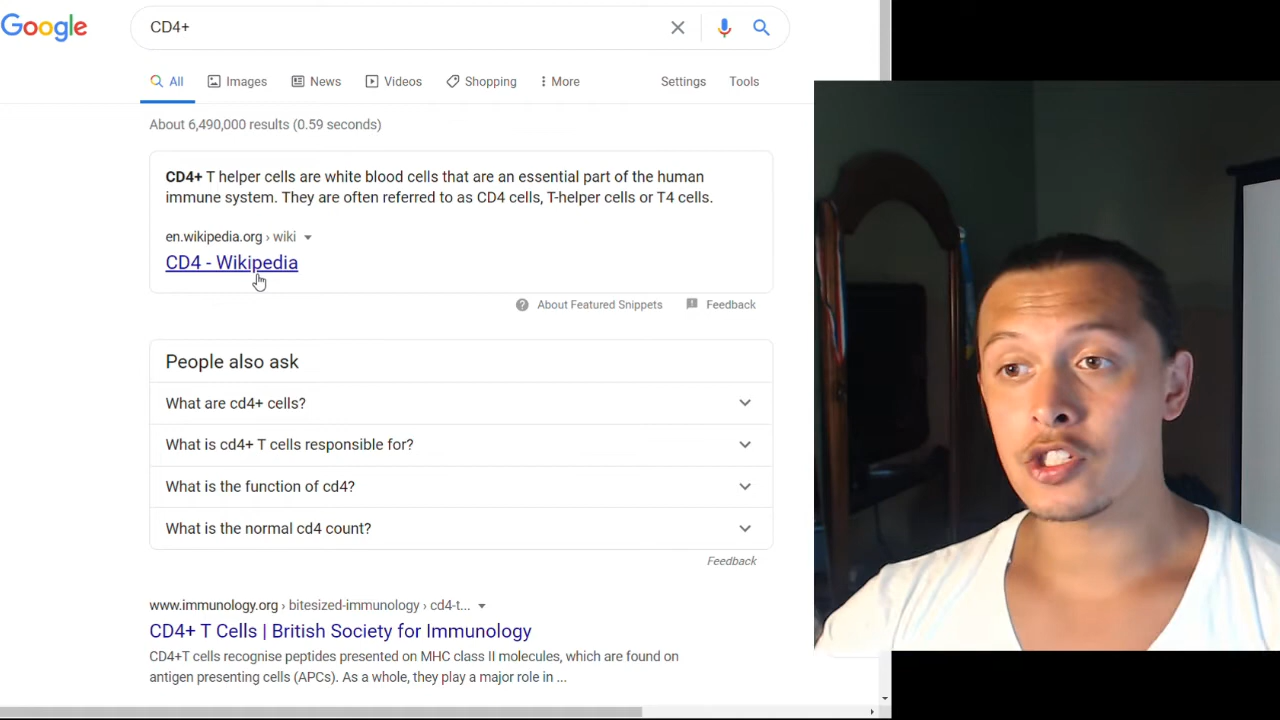 Google
CD4+
All
Images
News
Videos
Shopping
More
Settings
Tools
About 6,490,000 results (0.59 seconds)
CD4+ T helper cells are white blood cells that are an essential part of the human
immune system. They are often referred to as CD4 cells, T-helper cells or T4 cells.
en.wikipedia.org › wiki
CD4 - Wikipedia
About Featured Snippets
Feedback
People also ask
What are cd4+ cells?
What is cd4+ T cells responsible for?
What is the function of cd4?
What is the normal cd4 count?
Feedback
www.immunology.org › bitesized-immunology › cd4-t...
CD4+ T Cells | British Society for Immunology
CD4+T cells recognise peptides presented on MHC class II molecules, which are found on
antigen presenting cells (APCs). As a whole, they play a major role in ...